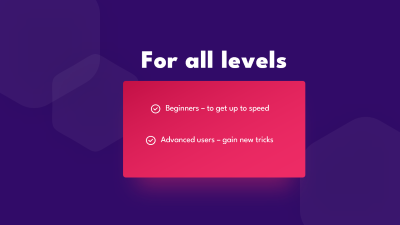 For all levels
Beginners – to get up to speed
Advanced users – gain new tricks